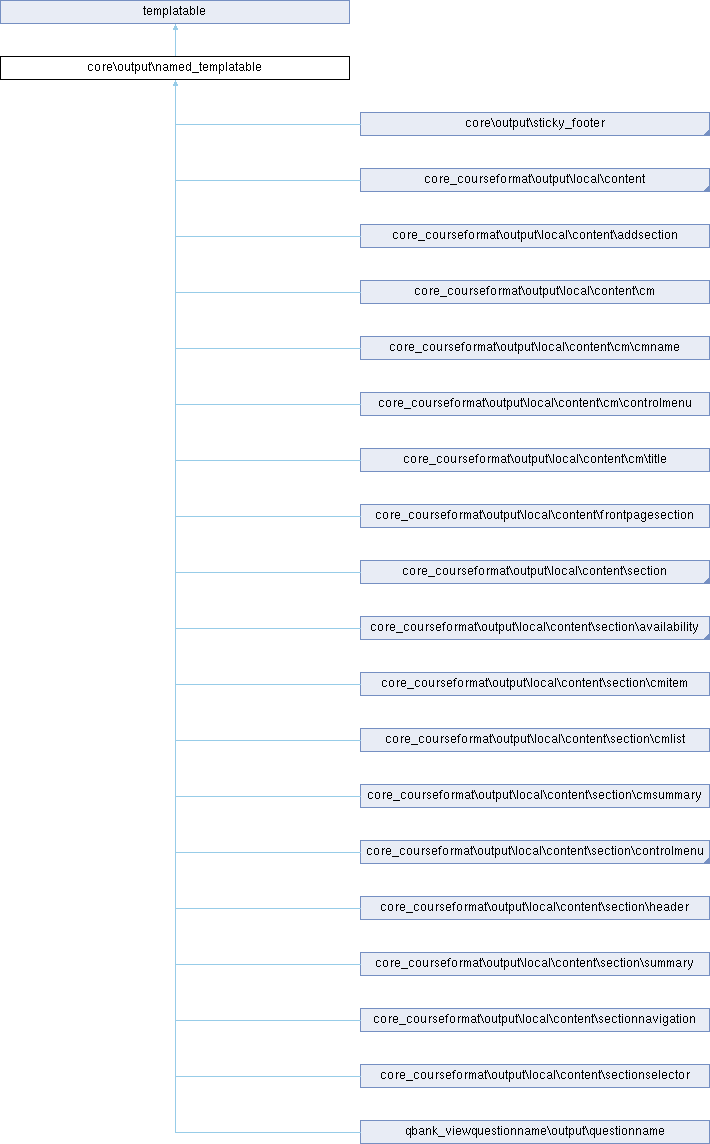 templatable
core\output\named_templatable
core\output\sticky_footer
core_courseformat\output\local\content
core_courseformat\output\local\content\addsection
core_courseformat\output\local\content\cm
core_courseformat\output\local\content\cm\cmname
core_courseformat\output\local\content\cm\controlmenu
core_courseformat\output\local\content\cm\title
core_courseformat\output\local\content\frontpagesection
core_courseformat\output\local\content\section
core_courseformat\output\local\content\section\availability
core_courseformat\output\local\content\section\cmitem
core_courseformat\output\local\content\section\cmlist
core_courseformat\output\local\content\section\cmsummary
core_courseformat\output\local\content\section\controlmenu
core_courseformat\output\local\content\section\header
core_courseformat\output\local\content\section\summary
core_courseformat\output\local\content\sectionnavigation
core_courseformat\output\local\content\sectionselector
qbank_viewquestionname\output\questionname